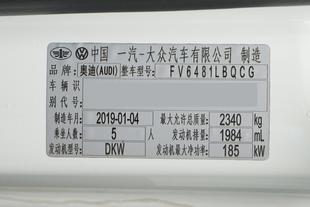 中国 一汽-大众汽车有限公司 制造
品牌:奥迪(AUDI) 整车型号: FV6481LBQCG
车辆识
别代号:
制造年月: 2019-01-04 最大允许总质量: 2340 kg
乘坐人数: 5 人 发动机排量: 1984 mL
发动机型号: DKW 发动机最大净功率: 185 kW